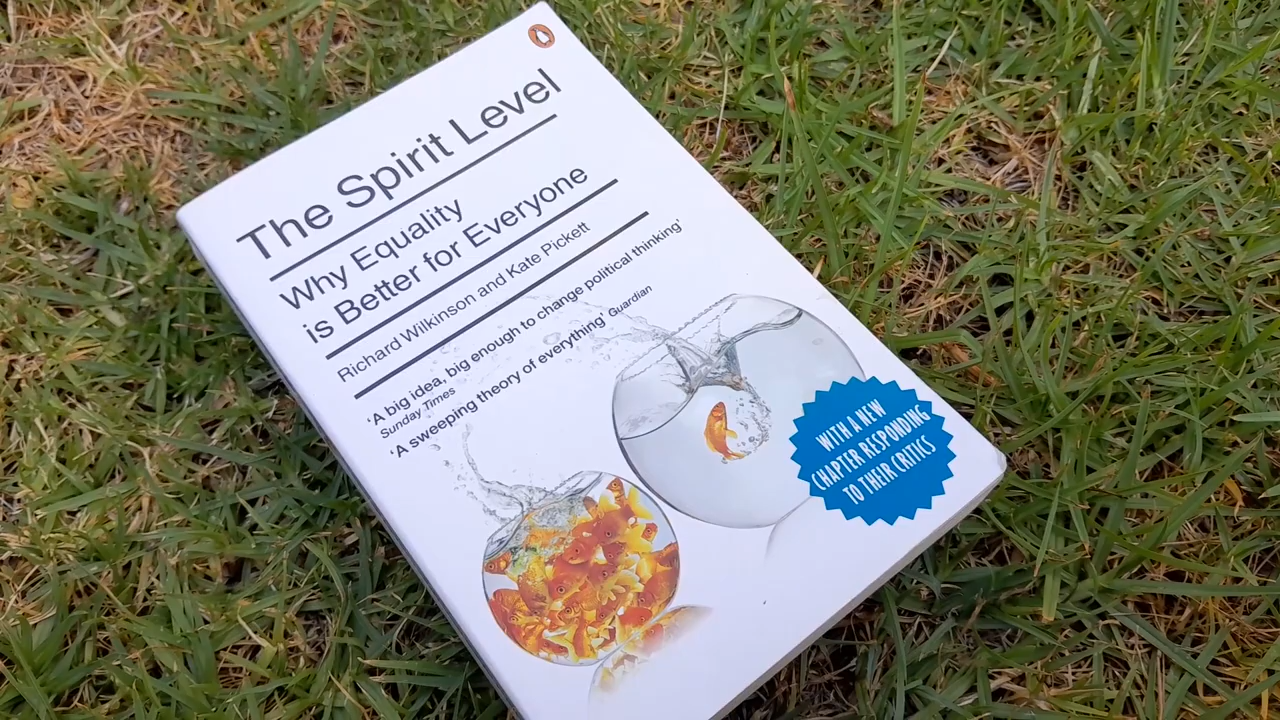 The Spirit Level
Why Equality
is Better for Everyone
Richard Wilkinson and Kate Pickett
‘A big idea, big enough to change political thinking’
Sunday Times
‘A sweeping theory of everything’ Guardian
WITH A NEW
CHAPTER RESPONDING
TO THEIR CRITICS